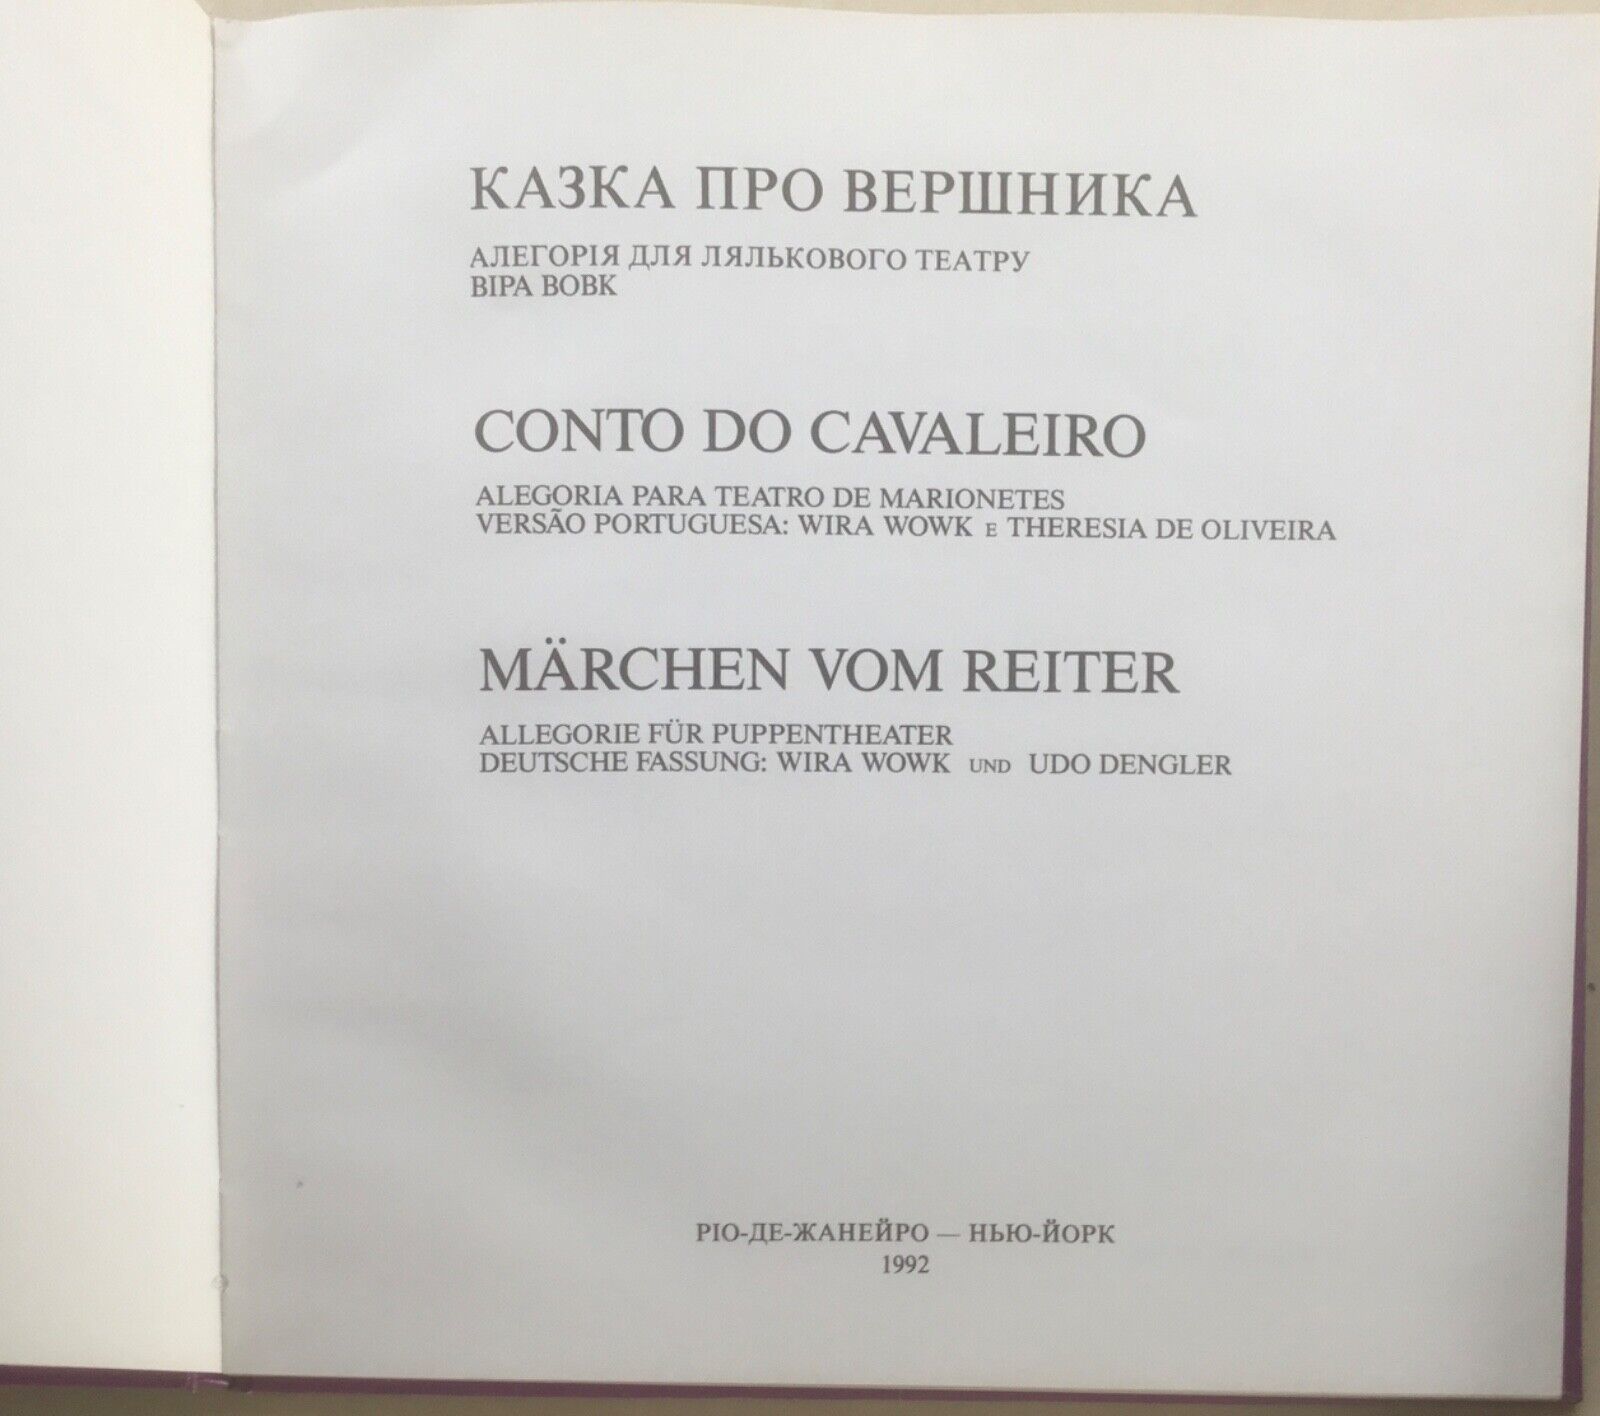 КАЗКА ПРО ВЕРШНИКА
АЛЕГОРІЯ ДЛЯ ЛЯЛЬКОВОГО ТЕАТРУ
ВІРА ВОВК
CONTO DO CAVALEIRO
ALEGORIA PARA TEATRO DE MARIONETES
VERSÃO PORTUGUESA: WIRA WOWK E THERESIA DE OLIVEIRA
MÄRCHEN VOM REITER
ALLEGORIE FÜR PUPPENTHEATER
DEUTSCHE FASSUNG: WIRA WOWK UND UDO DENGLER
РІО-ДЕ-ЖАНЕЙРО — НЬЮ-ЙОРК
1992